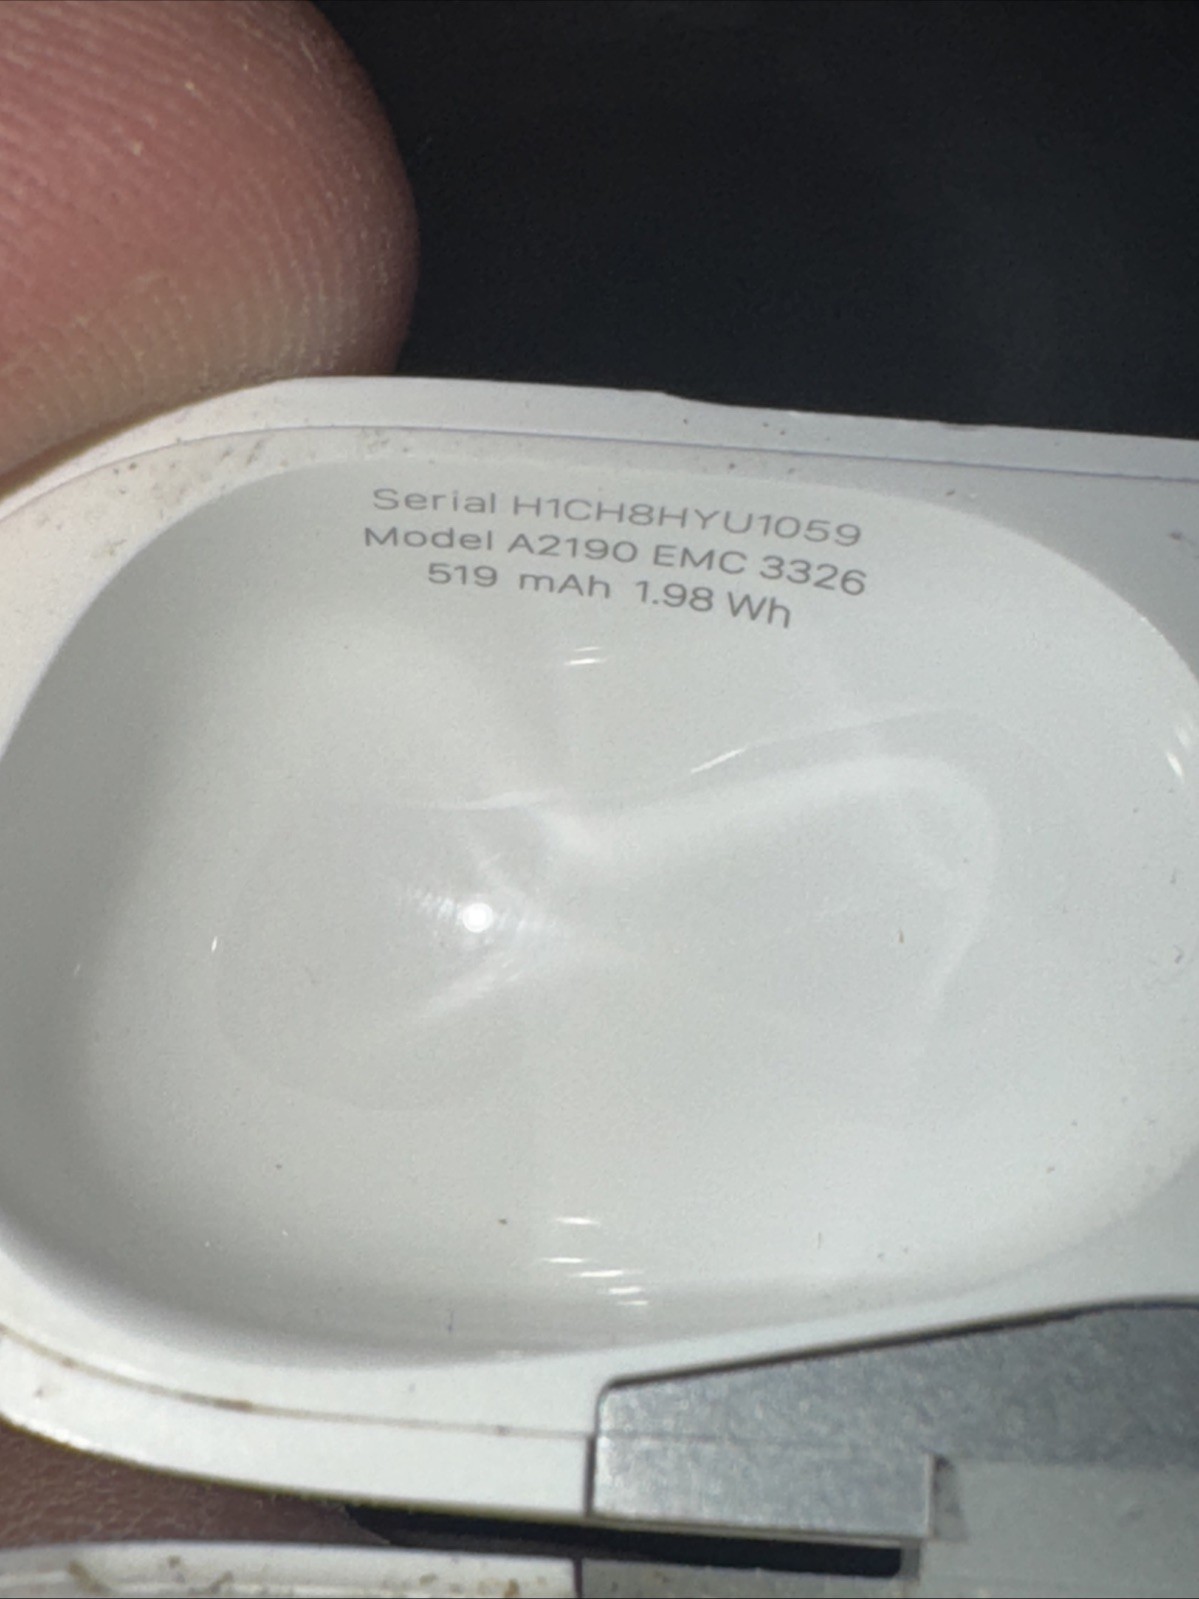 Serial H1CH8HYU1059
Model A2190 EMC 3326
519 mAh 1.98 Wh